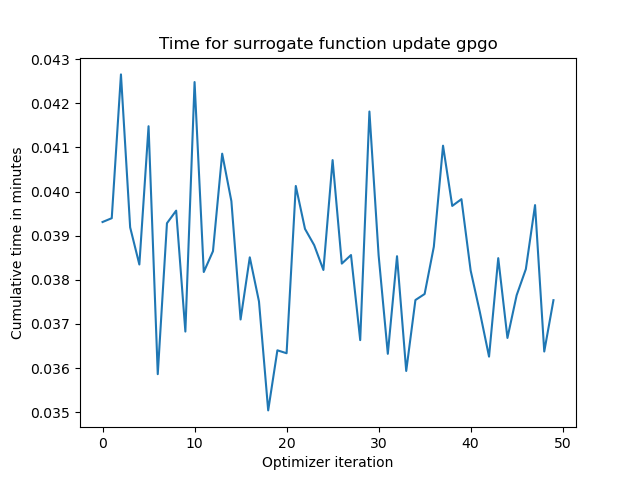 Time for surrogate function update gpgo
0.043
0.042
0.041
0.040
0.039
0.038
0.037
0.036
0.035
Cumulative time in minutes
0 10 20 30 40 50
Optimizer iteration